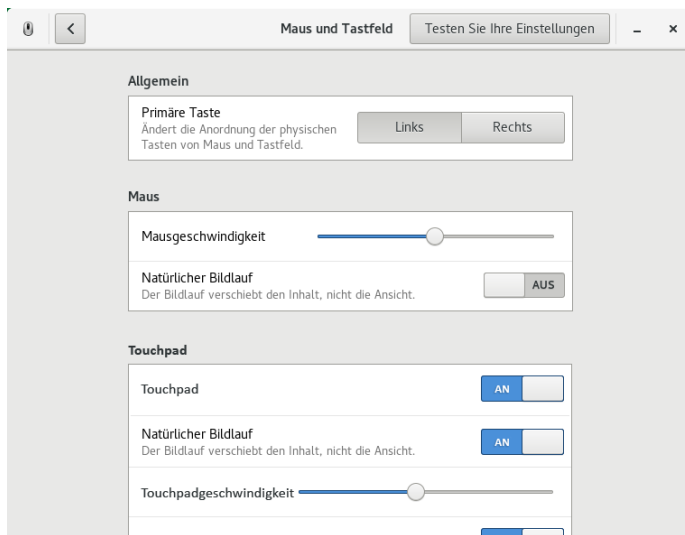 Maus und Tastfeld
Testen Sie Ihre Einstellungen
Allgemein
Primäre Taste
Ändert die Anordnung der physischen
Tasten von Maus und Tastfeld.
Links
Rechts
Maus
Mausgeschwindigkeit
Natürlicher Bildlauf
Der Bildlauf verschiebt den Inhalt, nicht die Ansicht.
AUS
Touchpad
Touchpad
AN
Natürlicher Bildlauf
Der Bildlauf verschiebt den Inhalt, nicht die Ansicht.
AN
Touchpadgeschwindigkeit